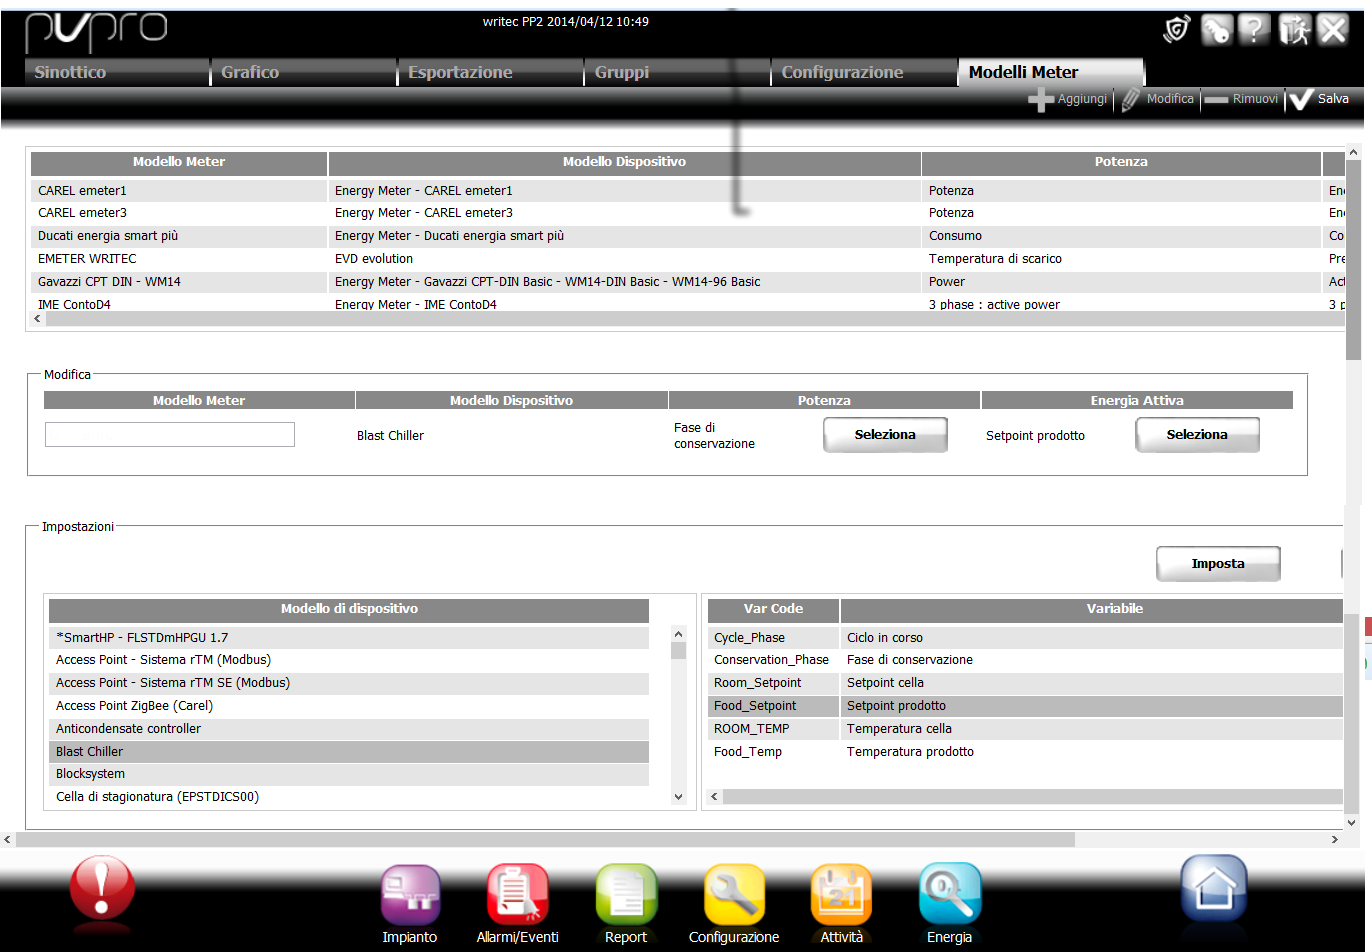 pvpro
writec PP2 2014/04/12 10:49
Sinottico Grafico Esportazione Gruppi Configurazione Modelli Meter
Aggiungi Modifica Rimuovi Salva
Modello Meter Modello Dispositivo Potenza
CAREL emeter1 Energy Meter - CAREL emeter1 Potenza
CAREL emeter3 Energy Meter - CAREL emeter3 Potenza
Ducati energia smart più Energy Meter - Ducati energia smart più Consumo
EMETER WRITEC EVD evolution Temperatura di scarico
Gavazzi CPT DIN - WM14 Energy Meter - Gavazzi CPT-DIN Basic - WM14-DIN Basic - WM14-96 Basic Power
IME ContoD4 Energy Meter - IME ContoD4 3 phase : active power
Modifica
Modello Meter Modello Dispositivo Potenza Energia Attiva
Blast Chiller Fase di conservazione Seleziona Setpoint prodotto Seleziona
Impostazioni
Imposta
Modello di dispositivo Var Code Variabile
*SmartHP - FLSTDmHPGU 1.7 Cycle_Phase Ciclo in corso
Access Point - Sistema rTM (Modbus) Conservation_Phase Fase di conservazione
Access Point - Sistema rTM SE (Modbus) Room_Setpoint Setpoint cella
Access Point ZigBee (Carel) Food_Setpoint Setpoint prodotto
Anticondensate controller ROOM_TEMP Temperatura cella
Blast Chiller Food_Temp Temperatura prodotto
Blocksystem
Cella di stagionatura (EPSTDICS00)
Impianto Allarmi/Eventi Report Configurazione Attività Energia